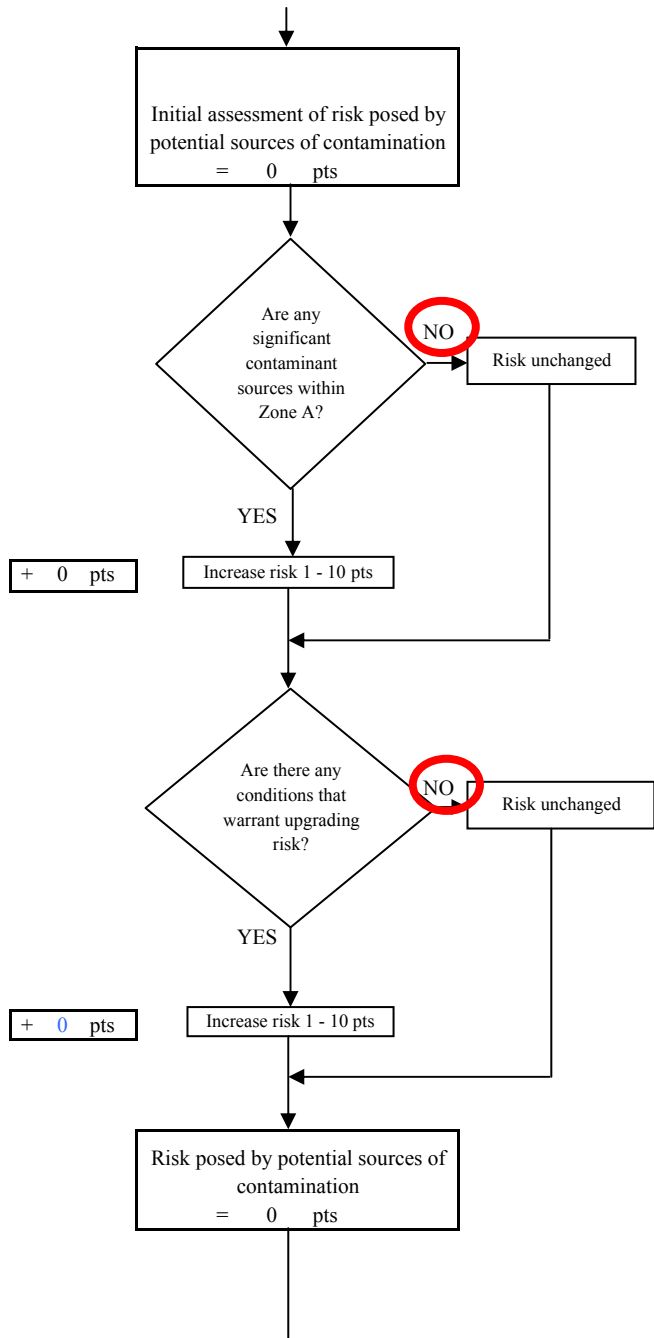 Initial assessment of risk posed by
potential sources of contamination
= 0 pts
Are any
significant
contaminant
sources within
Zone A?
NO
Risk unchanged
YES
+ 0 pts
Increase risk 1 - 10 pts
Are there any
conditions that
warrant upgrading
risk?
NO
Risk unchanged
YES
+ 0 pts
Increase risk 1 - 10 pts
Risk posed by potential sources of
contamination
= 0 pts